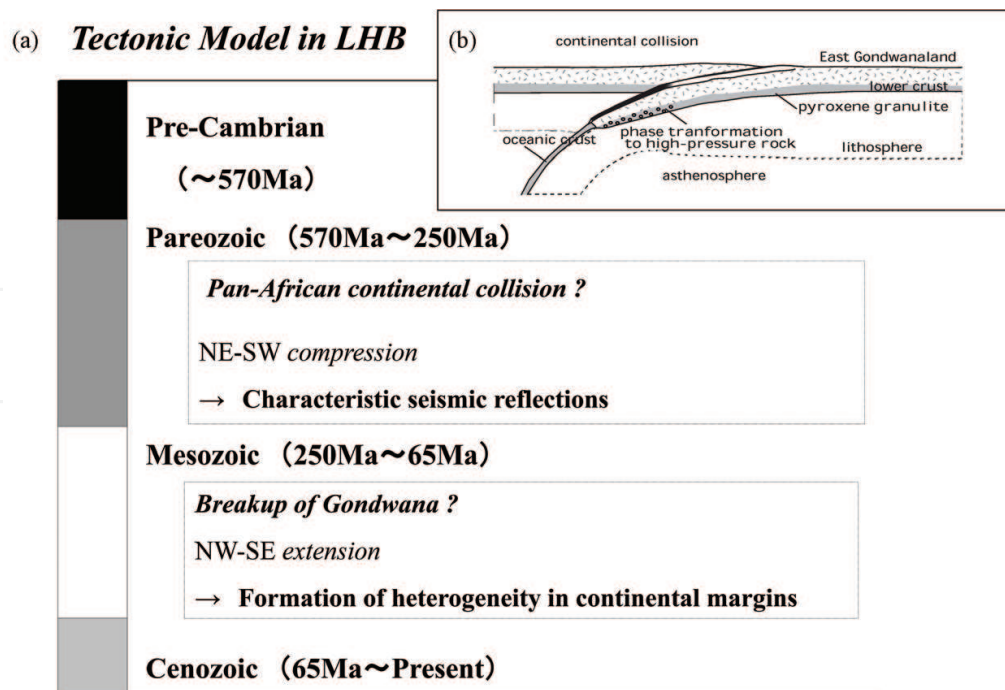 (a) Tectonic Model in LHB
Pre-Cambrian
(~570Ma)
Pareozoic (570Ma~250Ma)
Pan-African continental collision ?
NE-SW compression
→ Characteristic seismic reflections
Mesozoic (250Ma~65Ma)
Breakup of Gondwana ?
NW-SE extension
→ Formation of heterogeneity in continental margins
Cenozoic (65Ma~Present)
(b)
continental collision
East Gondwanaland
lower crust
pyroxene granulite
phase tranformation
to high-pressure rock
oceanic crust
lithosphere
asthenosphere